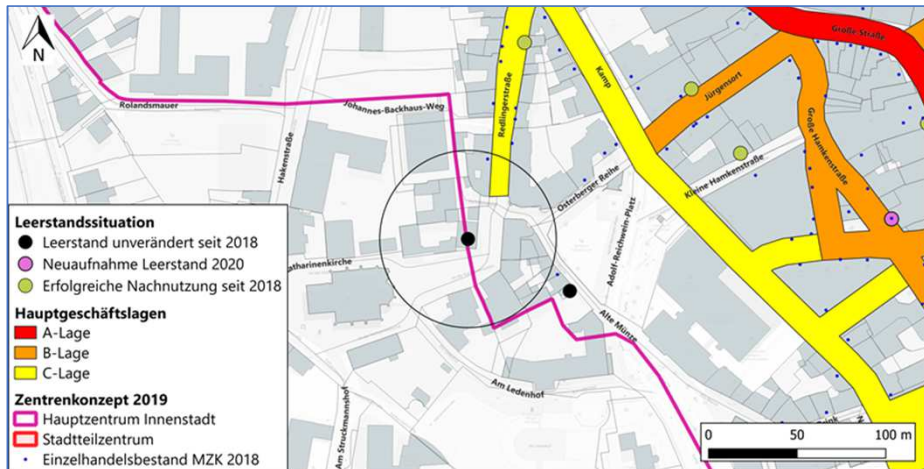 N
Rolandsmauer
Johannes-Backhaus-Weg
Hakenstraße
Redlingerstraße
Kamp
Jürgensort
Große Straße
Große Hamkenstraße
Kleine Hamkenstraße
Osterberger Reihe
Adolf-Reichwein-Platz
atharinenkirche
Alte Münze
Am Ledenhof
Am Struckmannshof
Leerstandssituation
Leerstand unverändert seit 2018
Neuaufnahme Leerstand 2020
Erfolgreiche Nachnutzung seit 2018
Hauptgeschäftslagen
A-Lage
B-Lage
C-Lage
Zentrenkonzept 2019
Hauptzentrum Innenstadt
Stadtteilzentrum
Einzelhandelsbestand MZK 2018
0 50 100 m